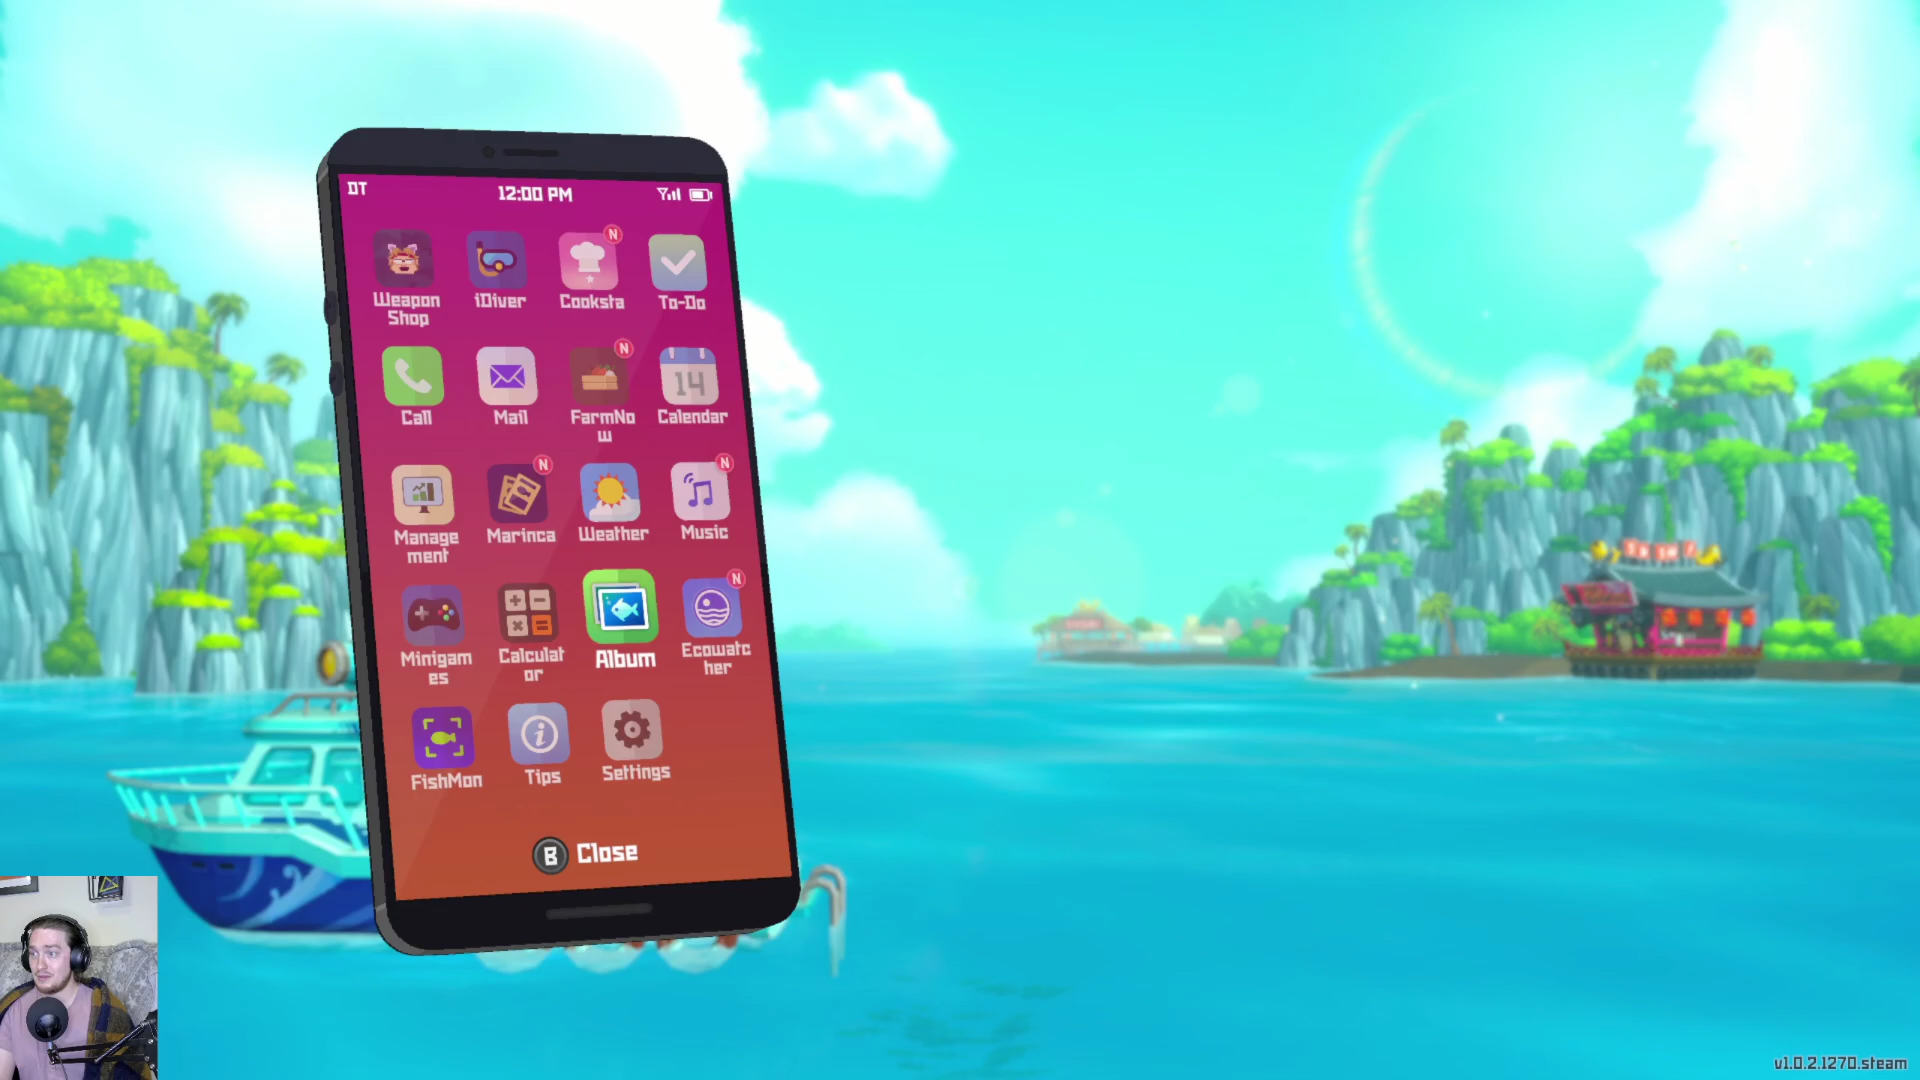 DT
12:00 PM
N
Weapon
Shop
iDiver
Cooksta
To-Do
N
14
Call
Mail
FarmNo
w
Calendar
N
N
Manage
ment
Marinca
Weather
Music
N
Minigam
es
Calculat
or
Album
Ecowatc
her
FishMon
Tips
Settings
B Close
v1.0.2.1270.steam